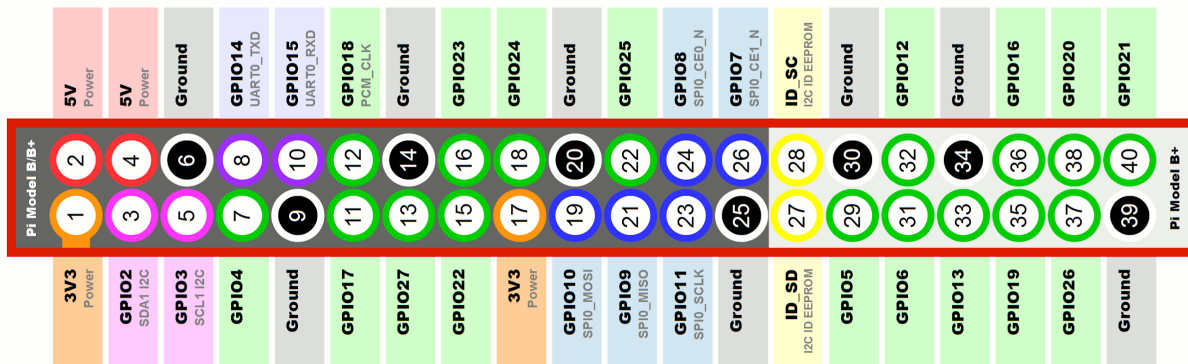 5V
Power
5V
Power
Ground
GPIO14
UART0_TXD
GPIO15
UART0_RXD
GPIO18
PCM_CLK
Ground
GPIO23
GPIO24
Ground
GPIO25
GPIO8
SPI0_CE0_N
GPIO7
SPI0_CE1_N
ID_SC
I2C ID EEPROM
Ground
GPIO12
Ground
GPIO16
GPIO20
GPIO21
Pi Model B/B+
2
4
6
8
10
12
14
16
18
20
22
24
26
28
30
32
34
36
38
40
1
3
5
7
9
11
13
15
17
19
21
23
25
27
29
31
33
35
37
39
Pi Model B+
3V3
Power
GPIO2
SDA1 I2C
GPIO3
SCL1 I2C
GPIO4
Ground
GPIO17
GPIO27
GPIO22
3V3
Power
GPIO10
SPI0_MOSI
GPIO9
SPI0_MISO
GPIO11
SPI0_SCLK
Ground
ID_SD
I2C ID EEPROM
GPIO5
GPIO6
GPIO13
GPIO19
GPIO26
Ground